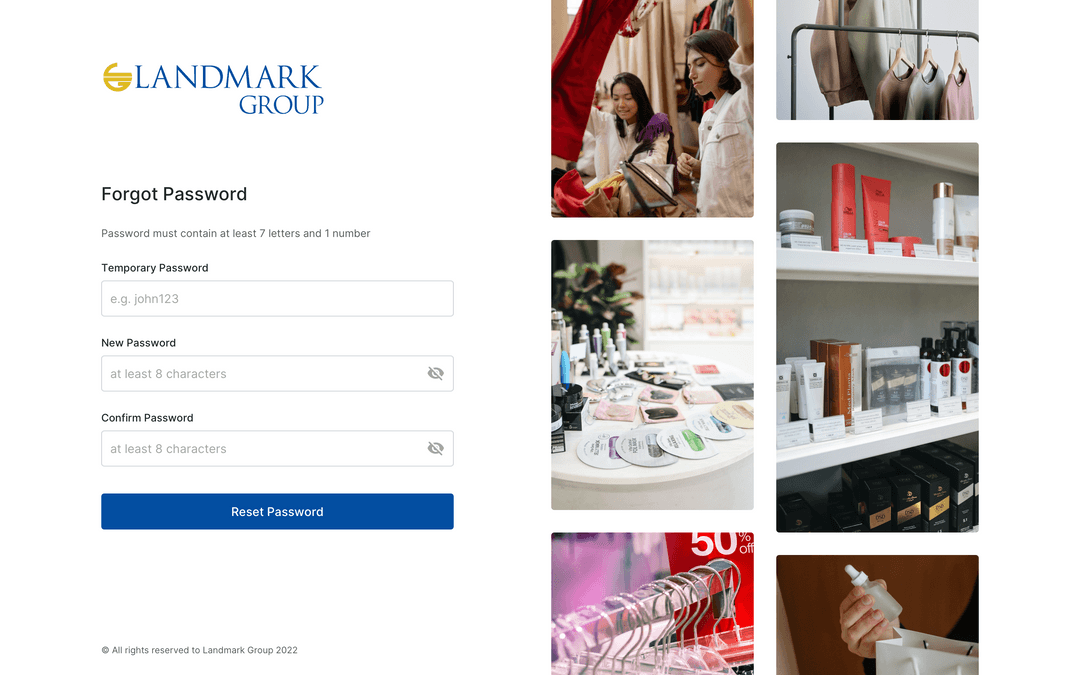 LANDMARK
GROUP
Forgot Password
Password must contain at least 7 letters and 1 number
Temporary Password
e.g. john123
New Password
at least 8 characters
Confirm Password
at least 8 characters
Reset Password
© All rights reserved to Landmark Group 2022
50%
off